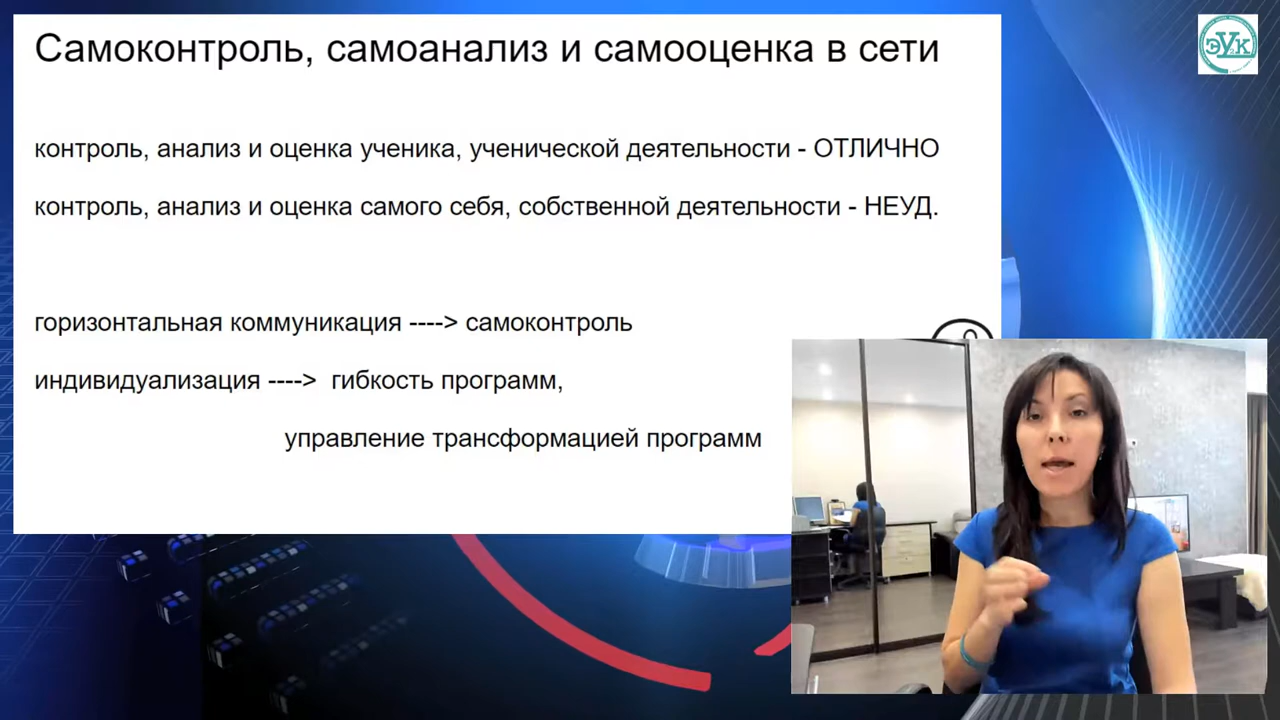 Самоконтроль, самоанализ и самооценка в сети
контроль, анализ и оценка ученика, ученической деятельности - ОТЛИЧНО
контроль, анализ и оценка самого себя, собственной деятельности - НЕУД.
горизонтальная коммуникация ----> самоконтроль
индивидуализация ----> гибкость программ,
управление трансформацией программ